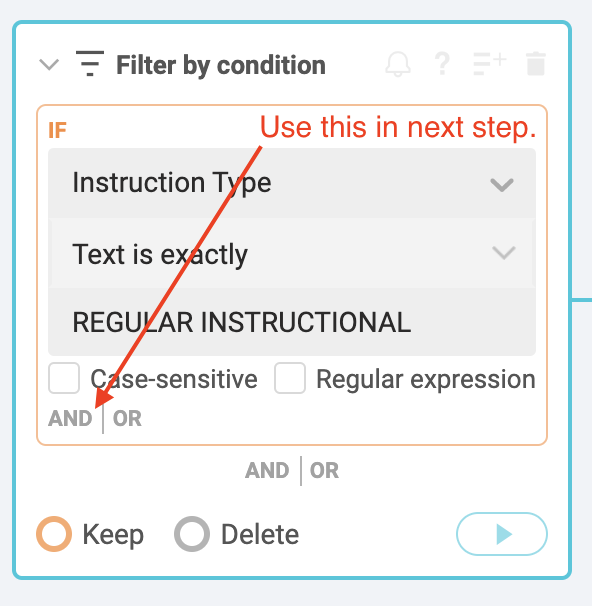 Filter by condition
?
IF
Use this in next step.
Instruction Type
Text is exactly
REGULAR INSTRUCTIONAL
Case-sensitive Regular expression
AND | OR
AND | OR
Keep Delete